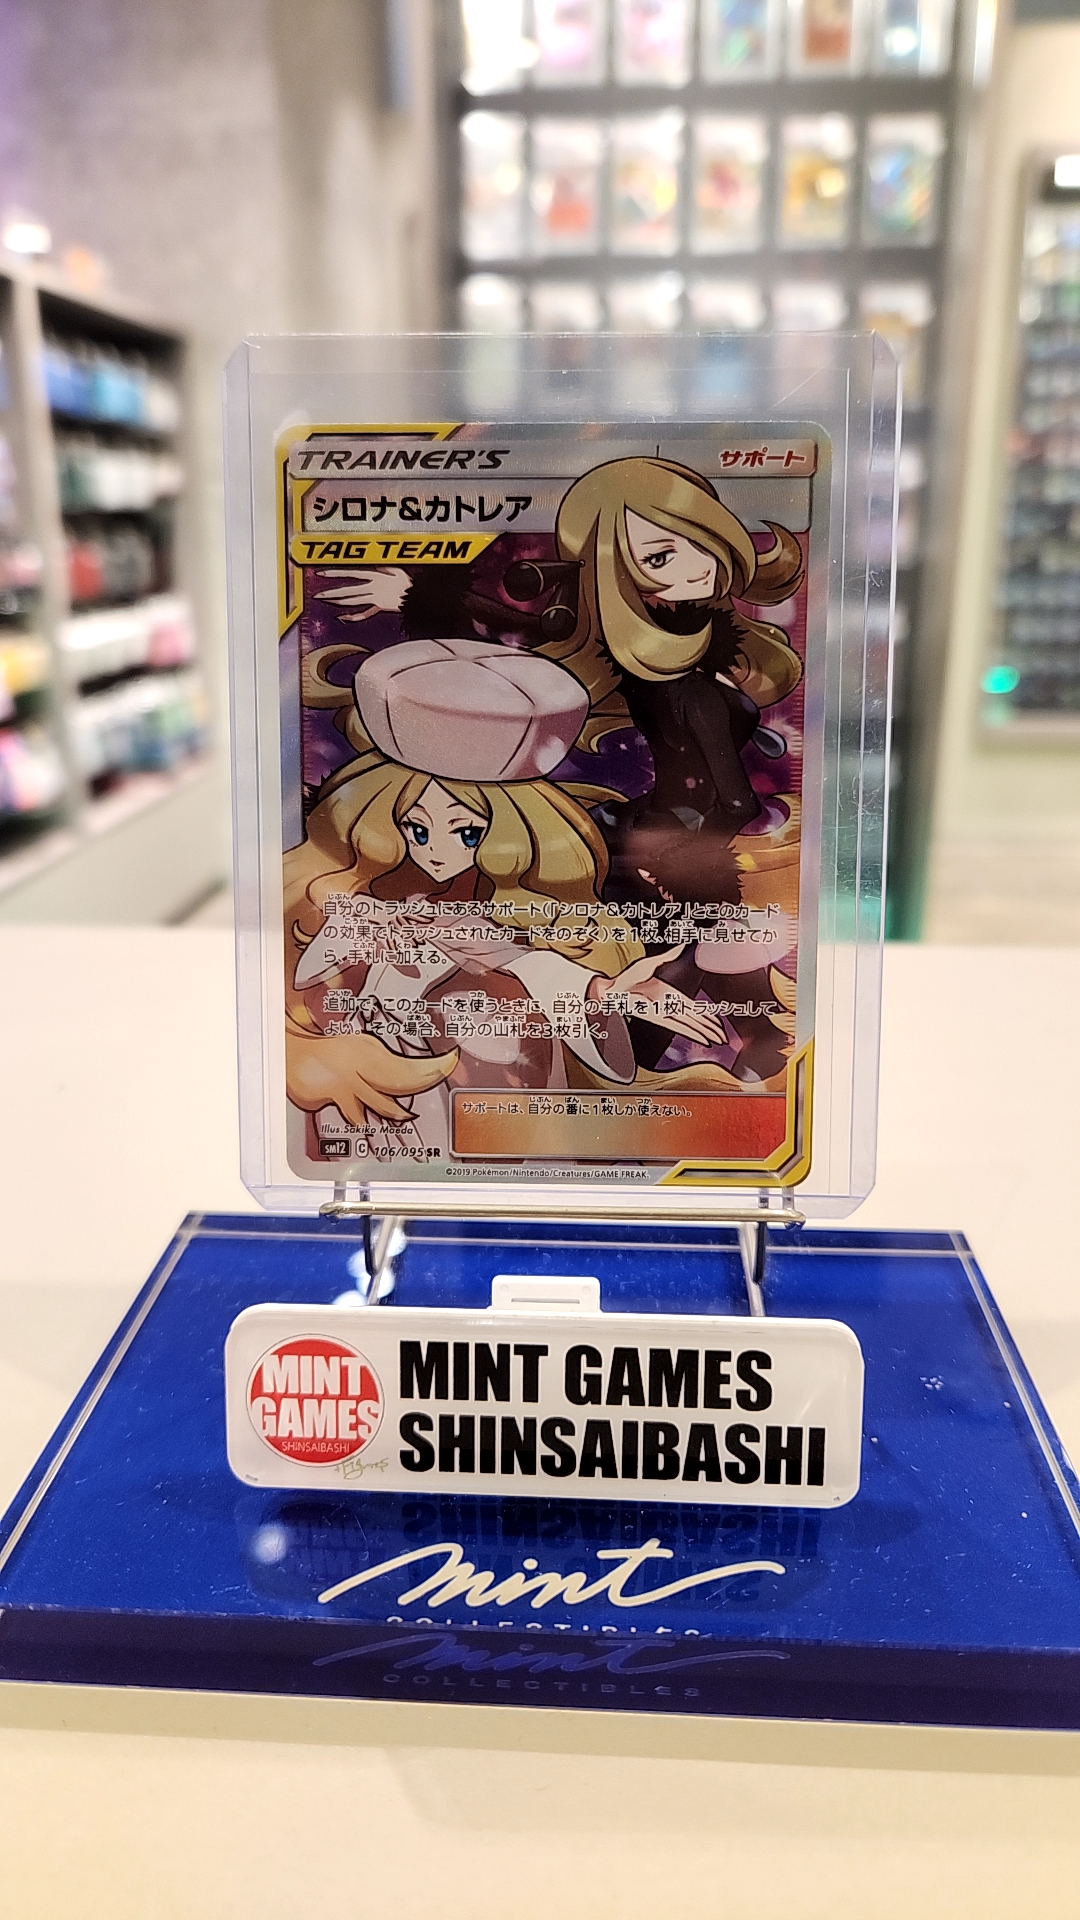 TRAINER'S サポート
シロナ&カトレア
TAG TEAM
自分のトラッシュにあるサポート(「シロナ&カトレア」とこのカード
の効果でトラッシュされたカードをのぞく)を1枚、相手に見せてか
ら、手札に加える。
追加で、このカードを使うときに、自分の手札を1枚トラッシュして
よい。その場合、自分の山札を3枚引く。
サポートは、自分の番に1枚しか使えない。
Illus. Sakiko Maeda
SM12 C 106/095 SR
©2019 Pokémon/Nintendo/Creatures/GAME FREAK.
MINT GAMES SHINSAIBASHI
MINT GAMES
SHINSAIBASHI
mint
COLLECTIBLES